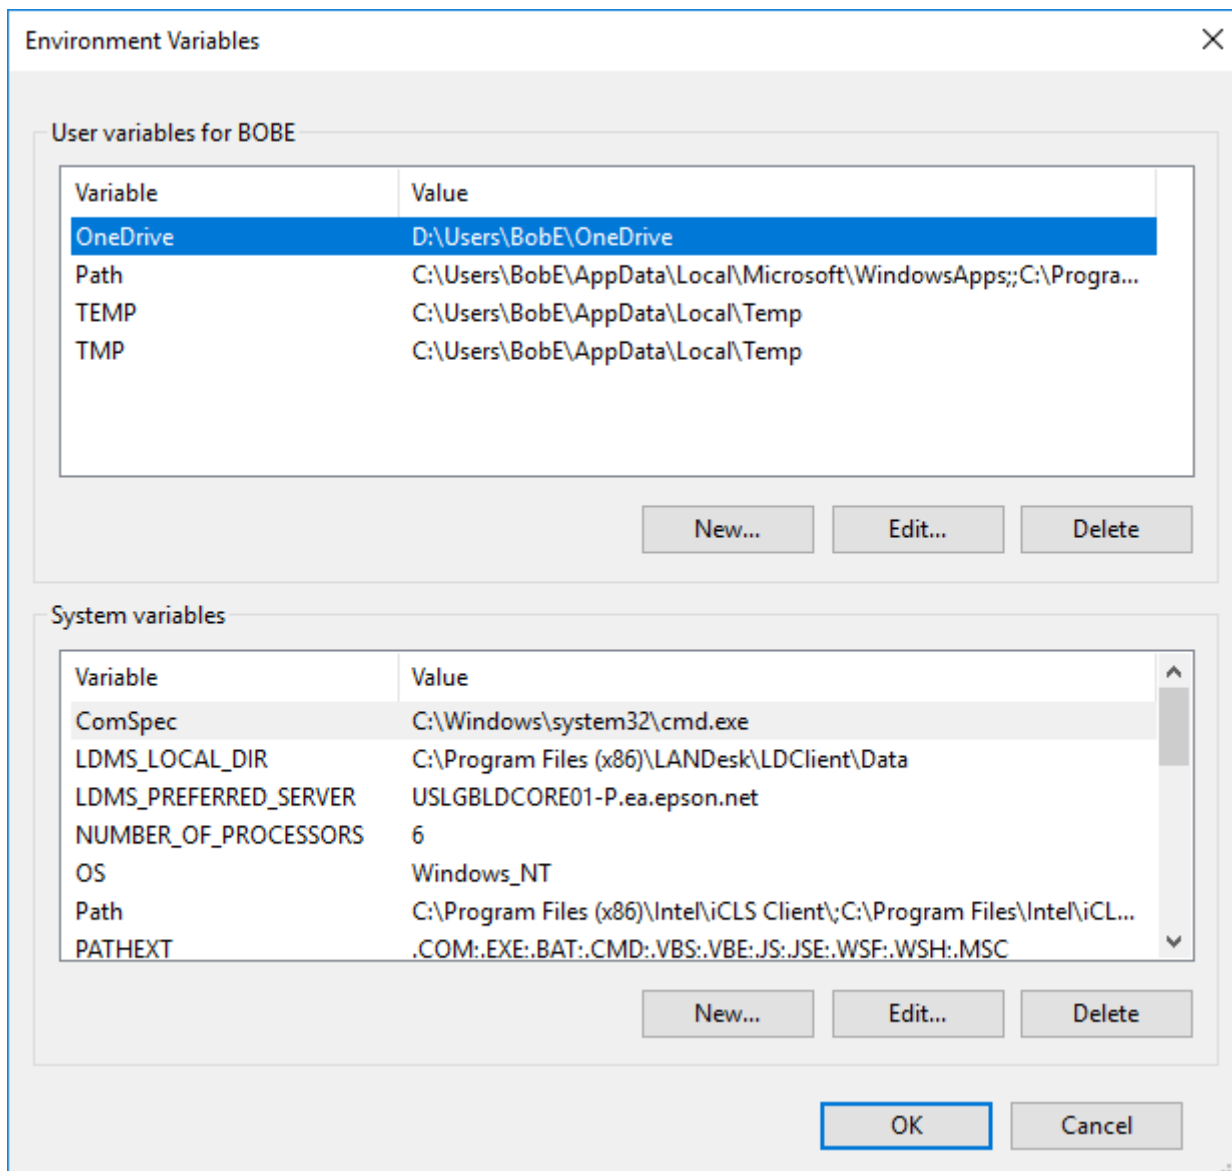 Environment Variables
User variables for BOBE
Variable Value
OneDrive D:\Users\BobE\OneDrive
Path C:\Users\BobE\AppData\Local\Microsoft\WindowsApps;;C:\Progra...
TEMP C:\Users\BobE\AppData\Local\Temp
TMP C:\Users\BobE\AppData\Local\Temp
New... Edit... Delete
System variables
Variable Value
ComSpec C:\Windows\system32\cmd.exe
LDMS_LOCAL_DIR C:\Program Files (x86)\LANDesk\LDClient\Data
LDMS_PREFERRED_SERVER USLGBLDCORE01-P.ea.epson.net
NUMBER_OF_PROCESSORS 6
OS Windows_NT
Path C:\Program Files (x86)\Intel\iCLS Client\;C:\Program Files\Intel\iCL...
PATHEXT .COM;.EXE;.BAT;.CMD;.VBS;.VBE;.JS;.JSE;.WSF;.WSH;.MSC
New... Edit... Delete
OK Cancel